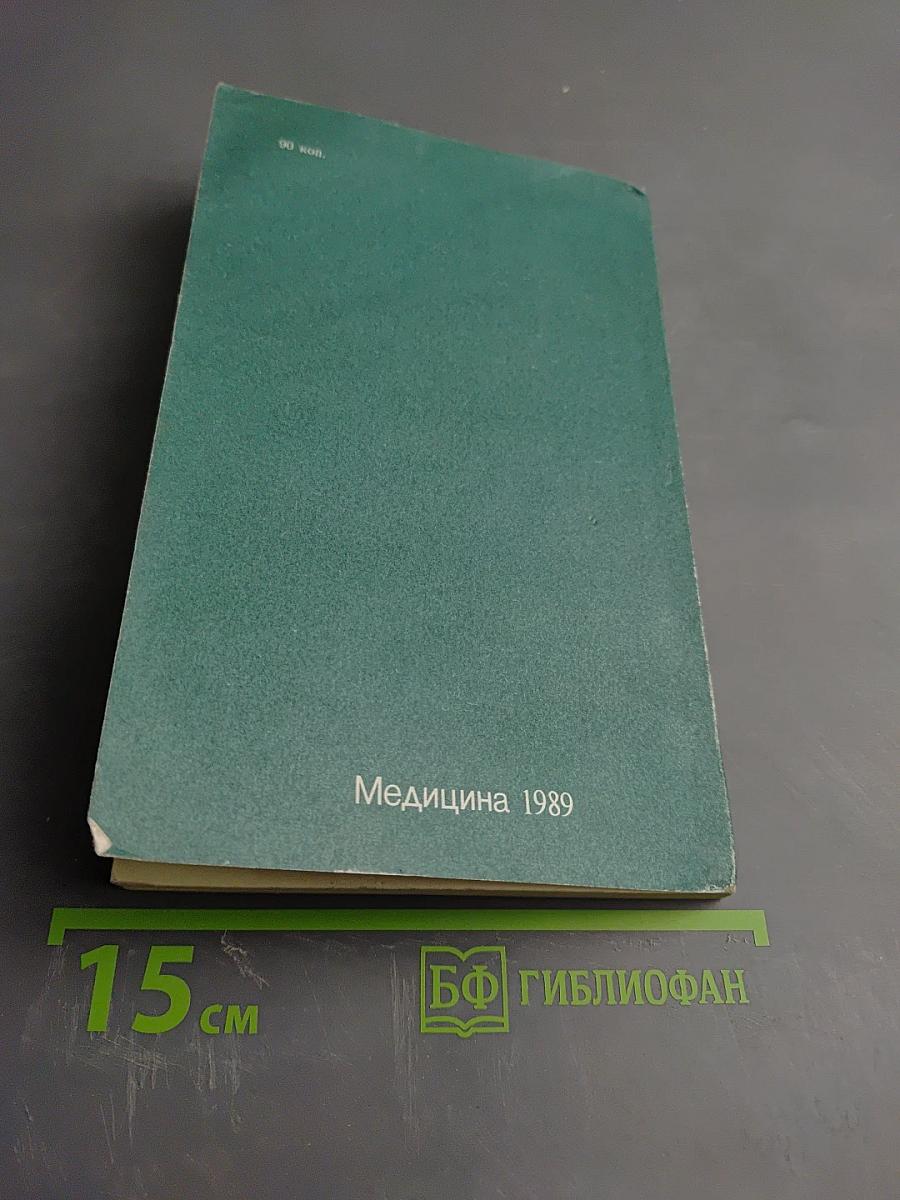 90 коп.
Медицина 1989
15 см
БФ ГИБЛИОФАН